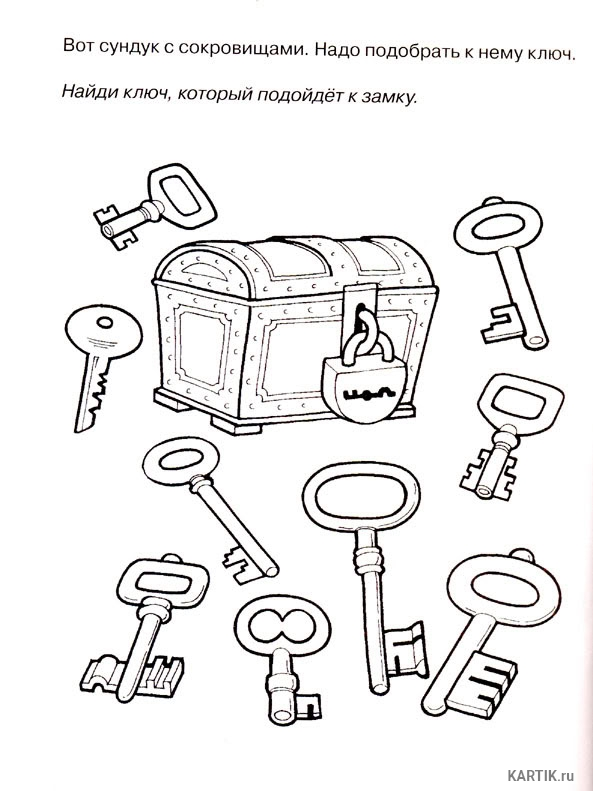 Вот сундук с сокровищами. Надо подобрать к нему ключ.
Найди ключ, который подойдёт к замку.
KARTIK.ru